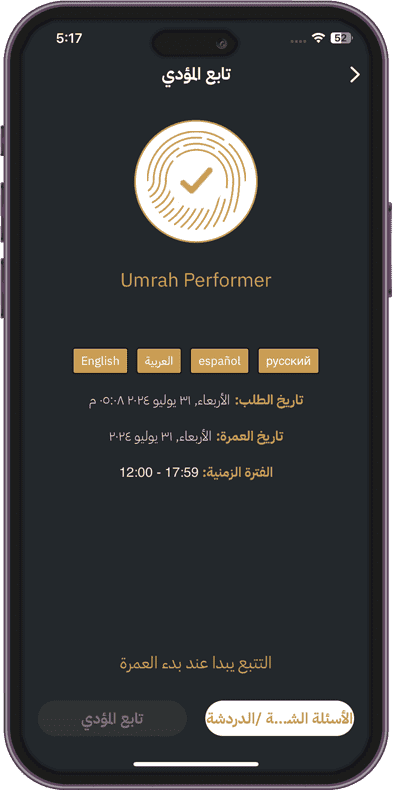 5:17
52
تابع المؤدي
Umrah Performer
English العربية español русский
تاريخ الطلب: الأربعاء, ٣١ يوليو ٢٠٢٤ ٠٥:٠٨ م
تاريخ العمرة: الأربعاء, ٣١ يوليو ٢٠٢٤
الفترة الزمنية: 17:59 - 12:00
التتبع يبدا عند بدء العمرة
الأسئلة الشـ...ـة /الدردشة
تابع المؤدي